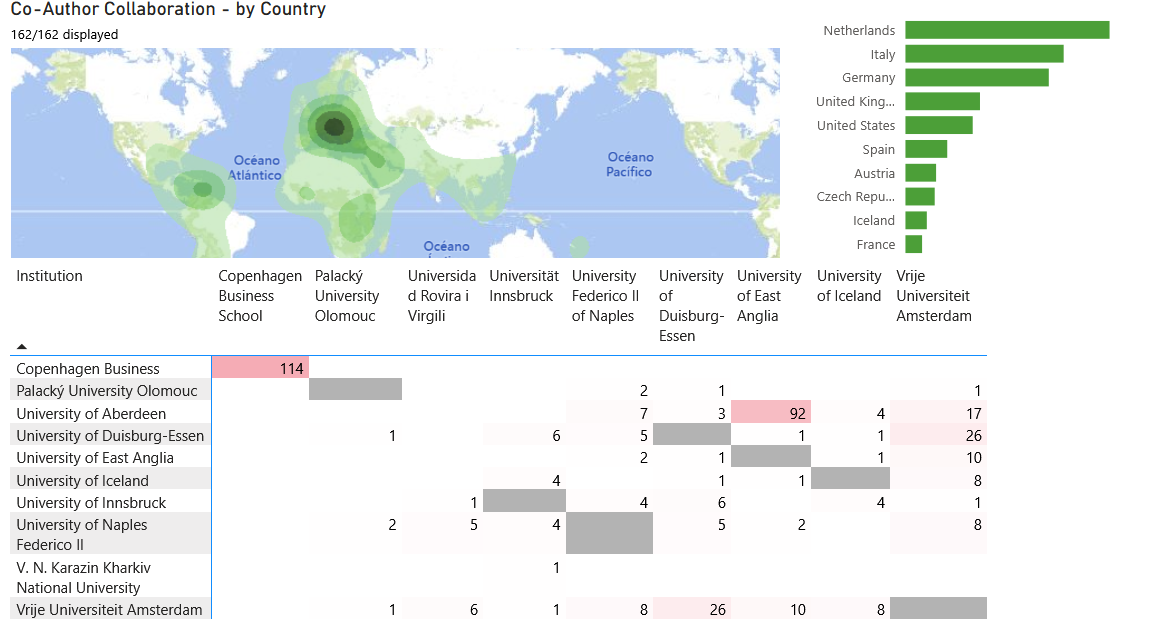 Co-Author Collaboration - by Country
162/162 displayed
Océano
Atlántico
Océano
Pacífico
Océano
Netherlands
Italy
Germany
United King...
United States
Spain
Austria
Czech Repu...
Iceland
France
Institution
Copenhagen
Business
School
Palacký
University
Olomouc
Universida
d Rovira i
Virgili
Universität
Innsbruck
University
Federico II
of Naples
University
of
Duisburg-
Essen
University
of East
Anglia
University
of Iceland
Vrije
Universiteit
Amsterdam
Copenhagen Business 114
Palacký University Olomouc 2 1 1
University of Aberdeen 7 3 92 4 17
University of Duisburg-Essen 1 6 5 1 1 26
University of East Anglia 2 1 1 10
University of Iceland 4 1 1 8
University of Innsbruck 1 4 6 4 1
University of Naples 2 5 4 5 2 8
Federico II
V. N. Karazin Kharkiv 1
National University
Vrije Universiteit Amsterdam 1 6 1 8 26 10 8